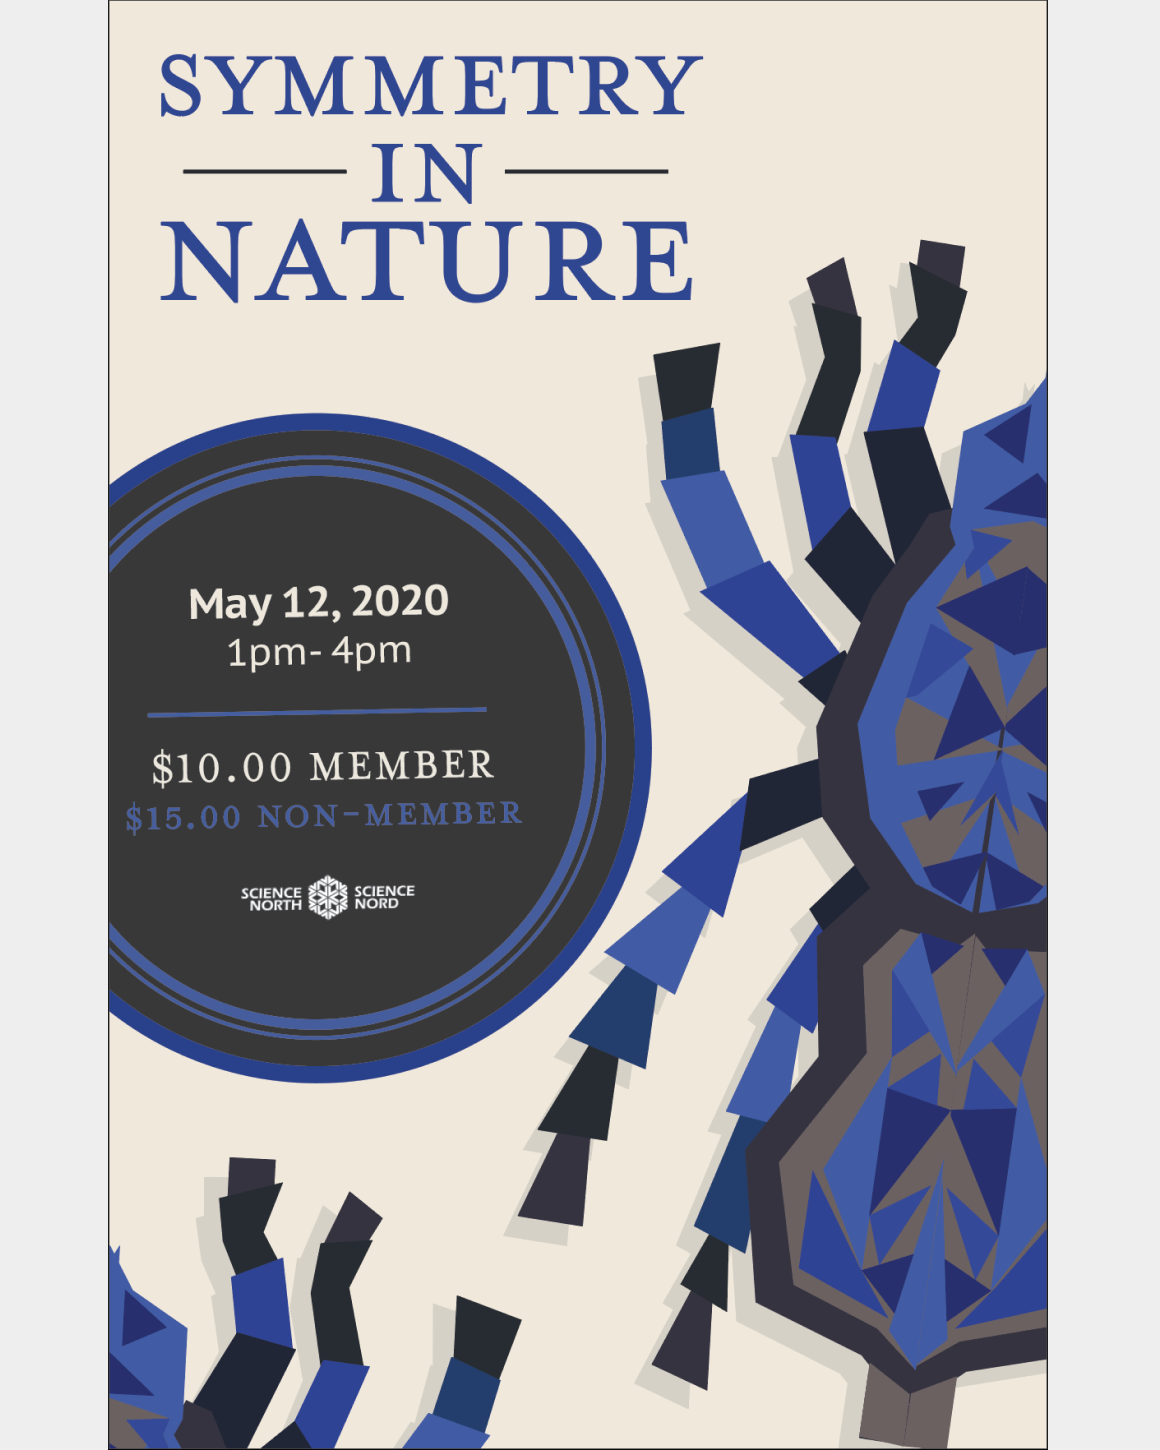 SYMMETRY
IN
NATURE
May 12, 2020
1pm- 4pm
$10.00 MEMBER
$15.00 NON-MEMBER
SCIENCE NORTH SCIENCE NORD